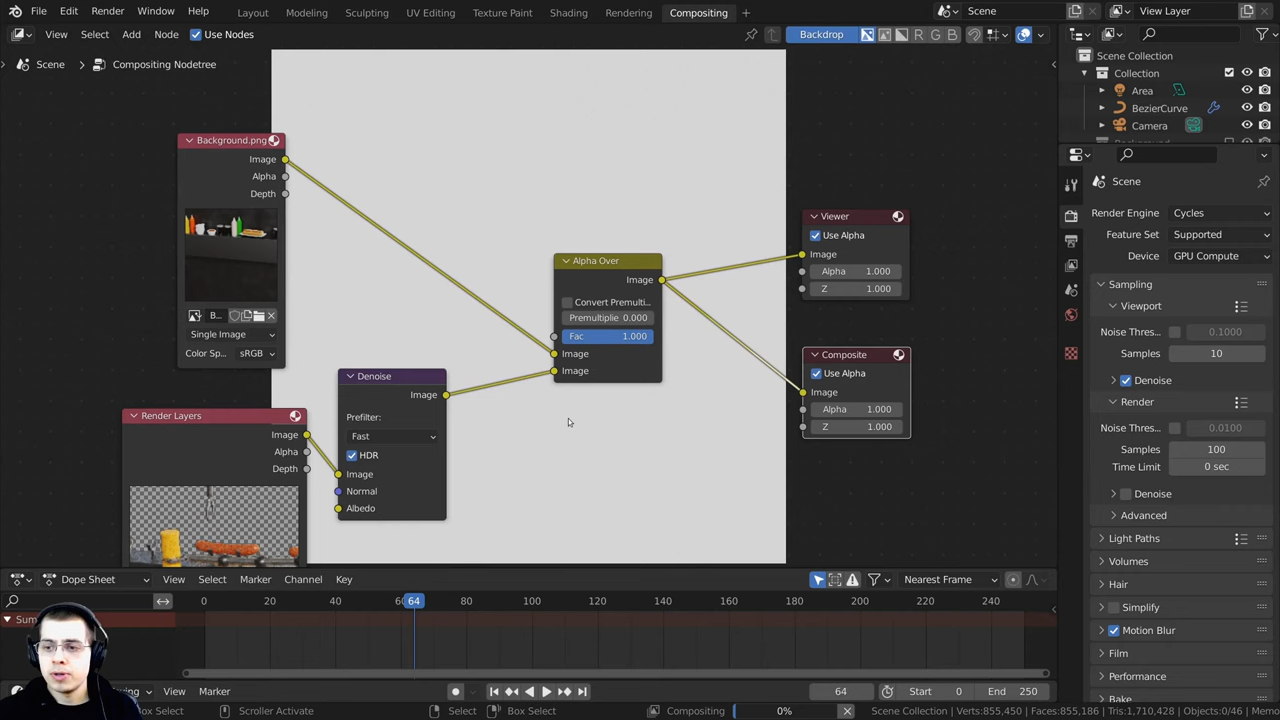 File Edit Render Window Help Layout Modeling Sculpting UV Editing Texture Paint Shading Rendering Compositing + Scene View Layer
View Select Add Node Use Nodes Backdrop R G B
Scene Compositing Nodetree
Scene Collection
Collection
Area
BezierCurve
Camera
Background.png
Image
Alpha
Depth
B...
Single Image
Color Sp... sRGB
Render Layers
Image
Alpha
Depth
Denoise
Image
Prefilter:
Fast
HDR
Image
Normal
Albedo
Alpha Over
Image
Convert Premulti...
Premultiplie 0.000
Fac 1.000
Image
Image
Viewer
Use Alpha
Image
Alpha 1.000
Z 1.000
Composite
Use Alpha
Image
Alpha 1.000
Z 1.000
Scene
Render Engine Cycles
Feature Set Supported
Device GPU Compute
Sampling
Viewport
Noise Thres... 0.1000
Samples 10
Denoise
Render
Noise Thres... 0.0100
Samples 100
Time Limit 0 sec
Denoise
Advanced
Light Paths
Volumes
Hair
Simplify
Motion Blur
Film
Performance
Bake
Dope Sheet View Select Marker Channel Key Nearest Frame
0 20 40 64 80 100 120 140 160 180 200 220 240
View Marker 64 Start 0 End 250
Box Select Scroller Activate Select Box Select Compositing 0% Scene Collection | Verts:855,450 | Faces:855,186 | Tris:1,710,428 | Objects:0/46 | Memo